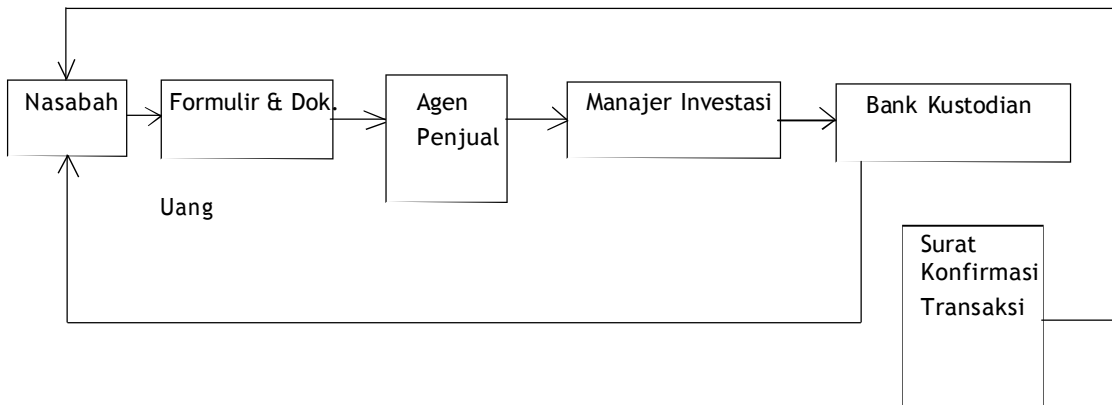 Nasabah
Formulir & Dok.
Agen
Penjual
Manajer Investasi
Bank Kustodian
Uang
Surat
Konfirmasi
Transaksi